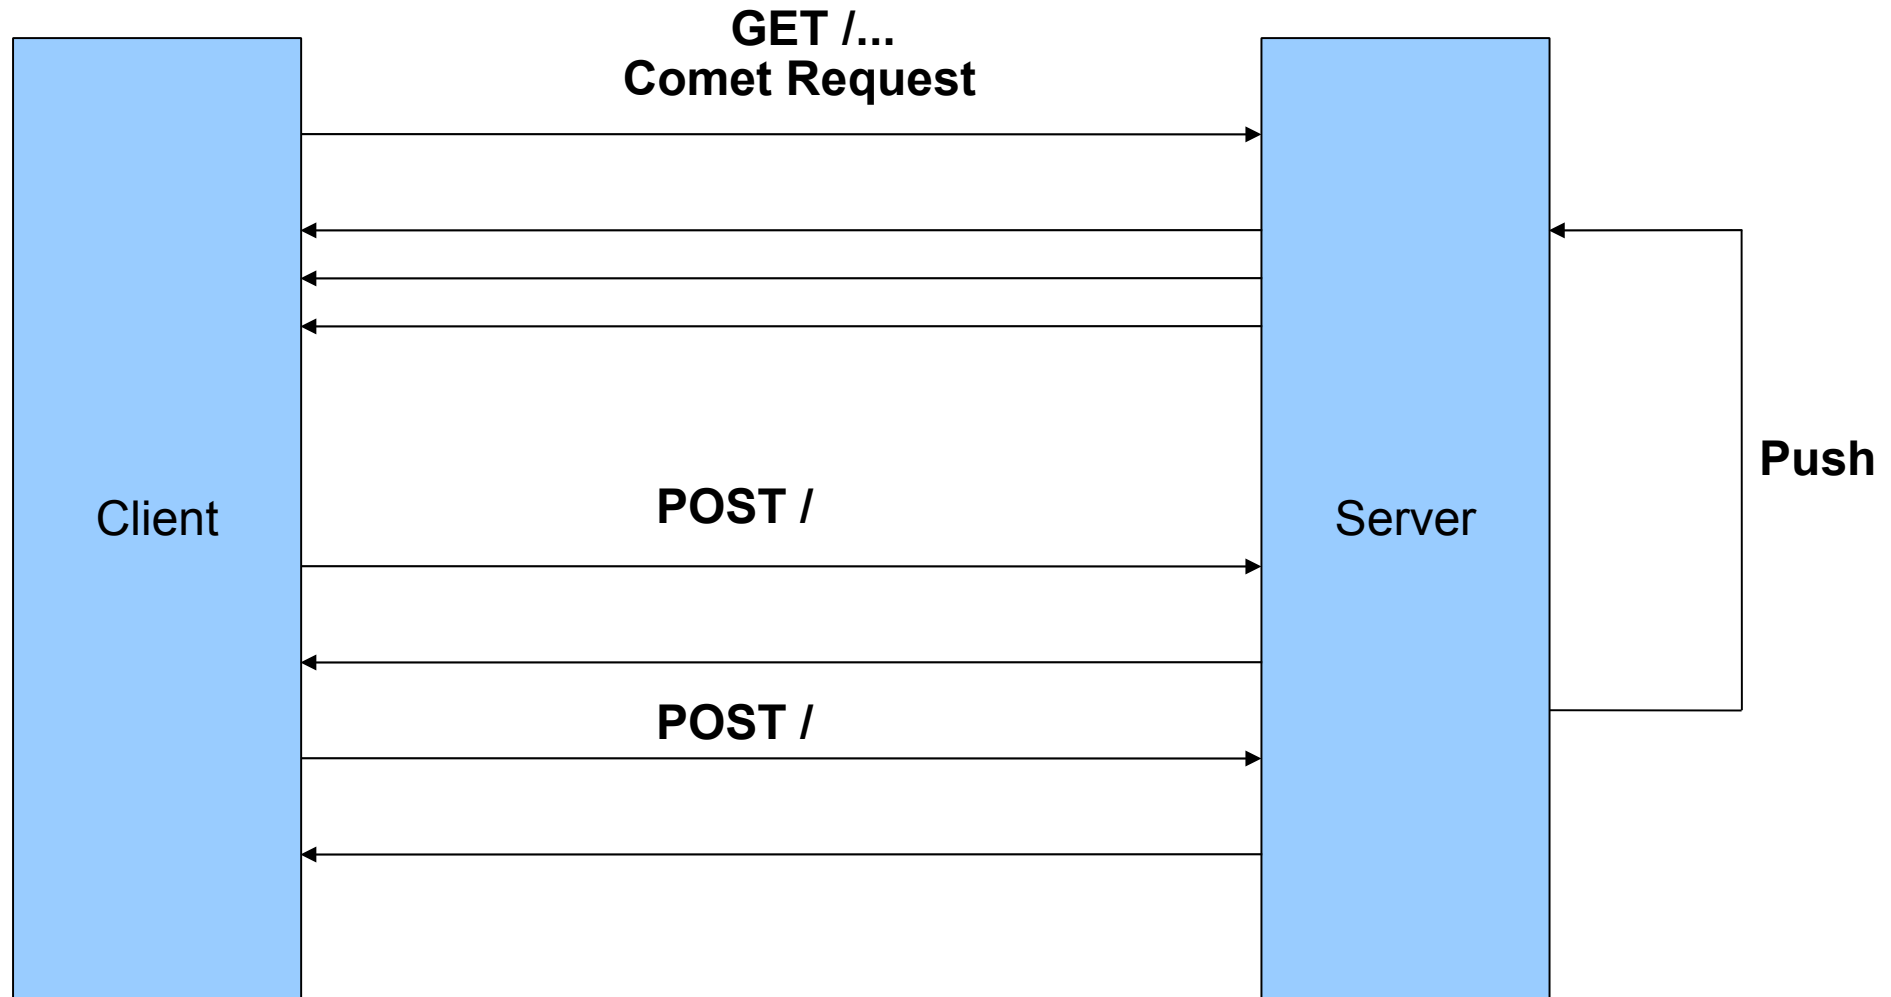 GET /...
Comet Request
Push
POST /
Client
Server
POST /